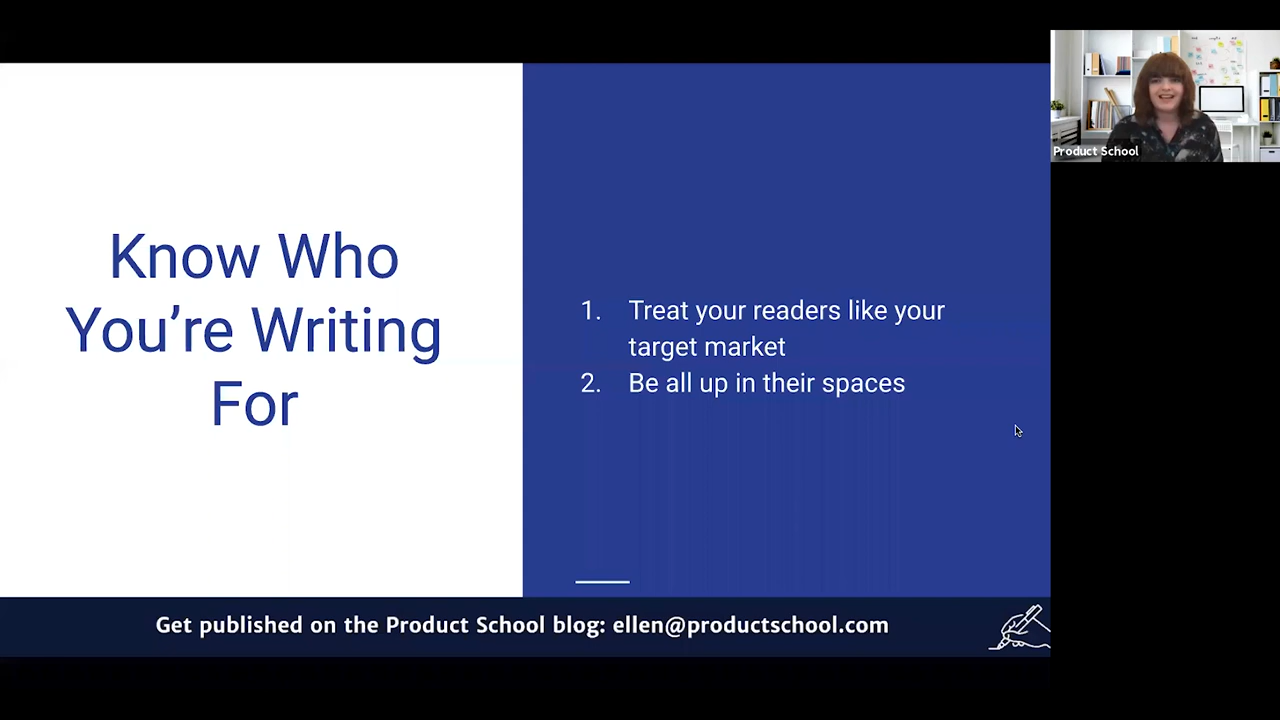 Know Who
You’re Writing
For
1. Treat your readers like your
target market
2. Be all up in their spaces
Get published on the Product School blog: ellen@productschool.com
Product School